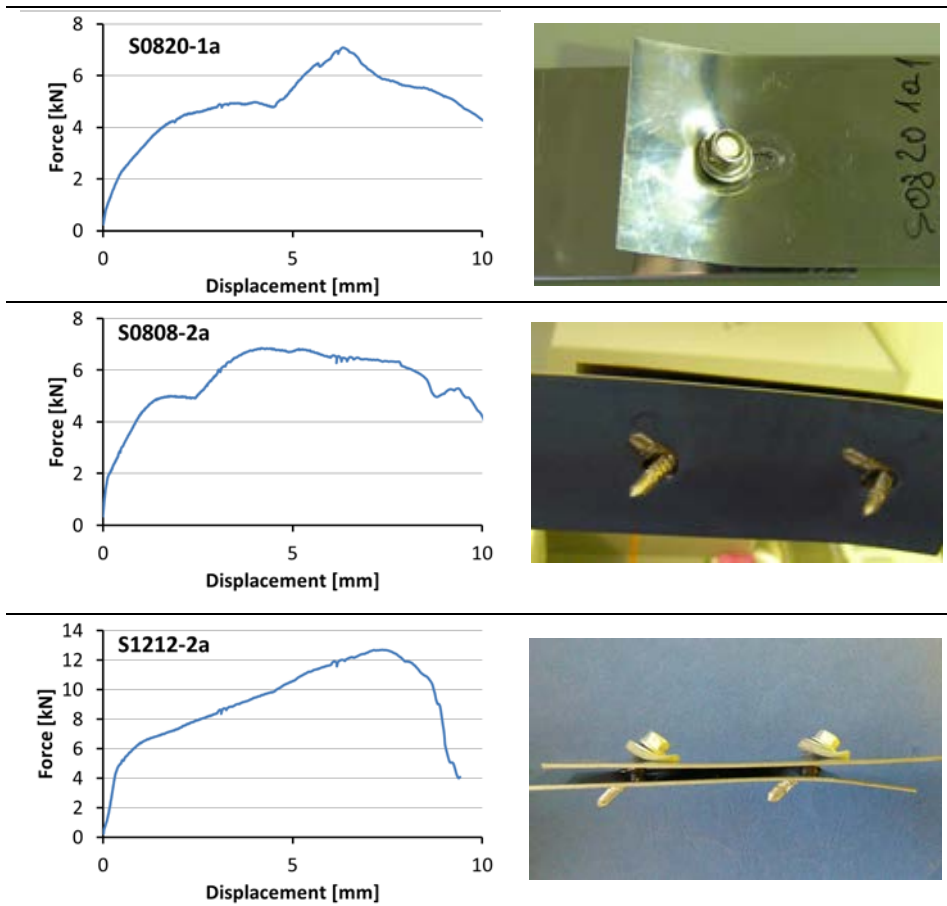 S0820-1a
Force [kN]
8
6
4
2
0
0 5 10
Displacement [mm]
S0820 1a1
S0808-2a
Force [kN]
8
6
4
2
0
0 5 10
Displacement [mm]
S1212-2a
Force [kN]
14
12
10
8
6
4
2
0
0 5 10
Displacement [mm]